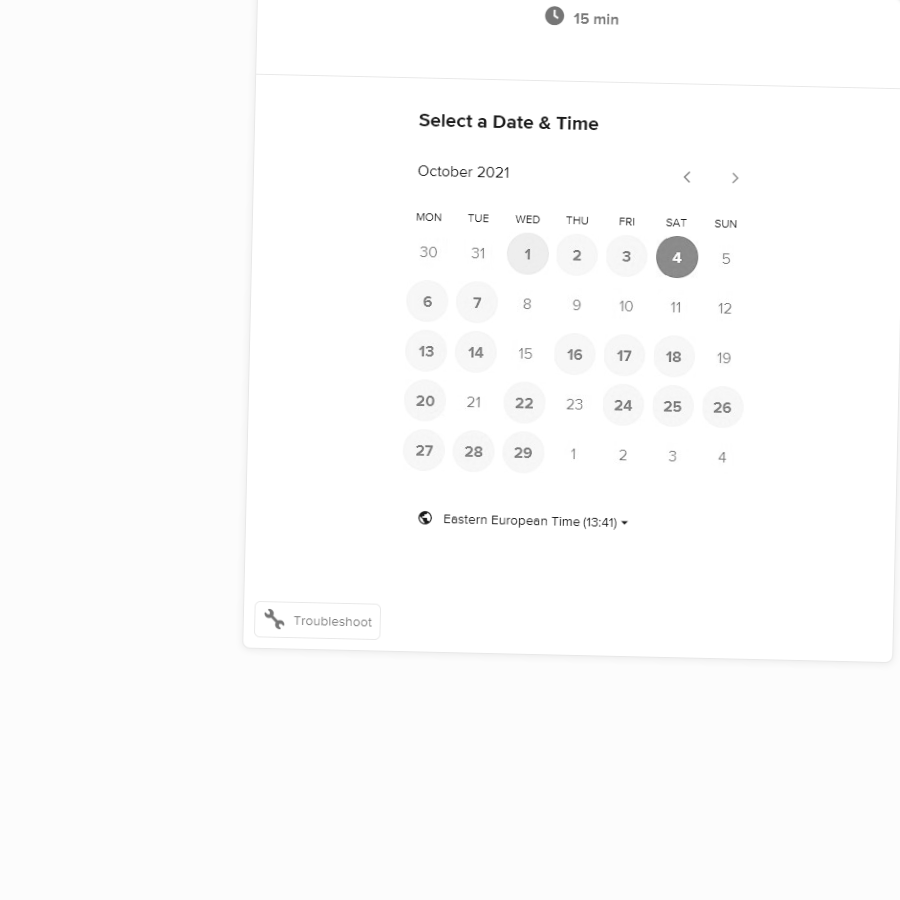 15 min
Select a Date & Time
October 2021
MON TUE WED THU FRI SAT SUN
30 31 1 2 3 4 5
6 7 8 9 10 11 12
13 14 15 16 17 18 19
20 21 22 23 24 25 26
27 28 29 1 2 3 4
Eastern European Time (13:41)
Troubleshoot